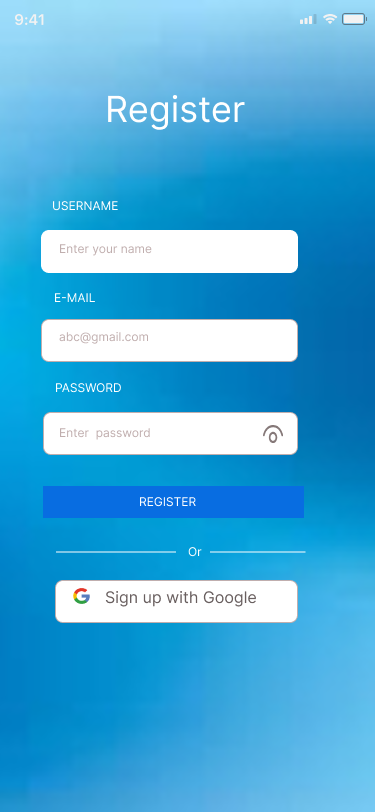 9:41
Register
USERNAME
Enter your name
E-MAIL
abc@gmail.com
PASSWORD
Enter password
REGISTER
Or
Sign up with Google